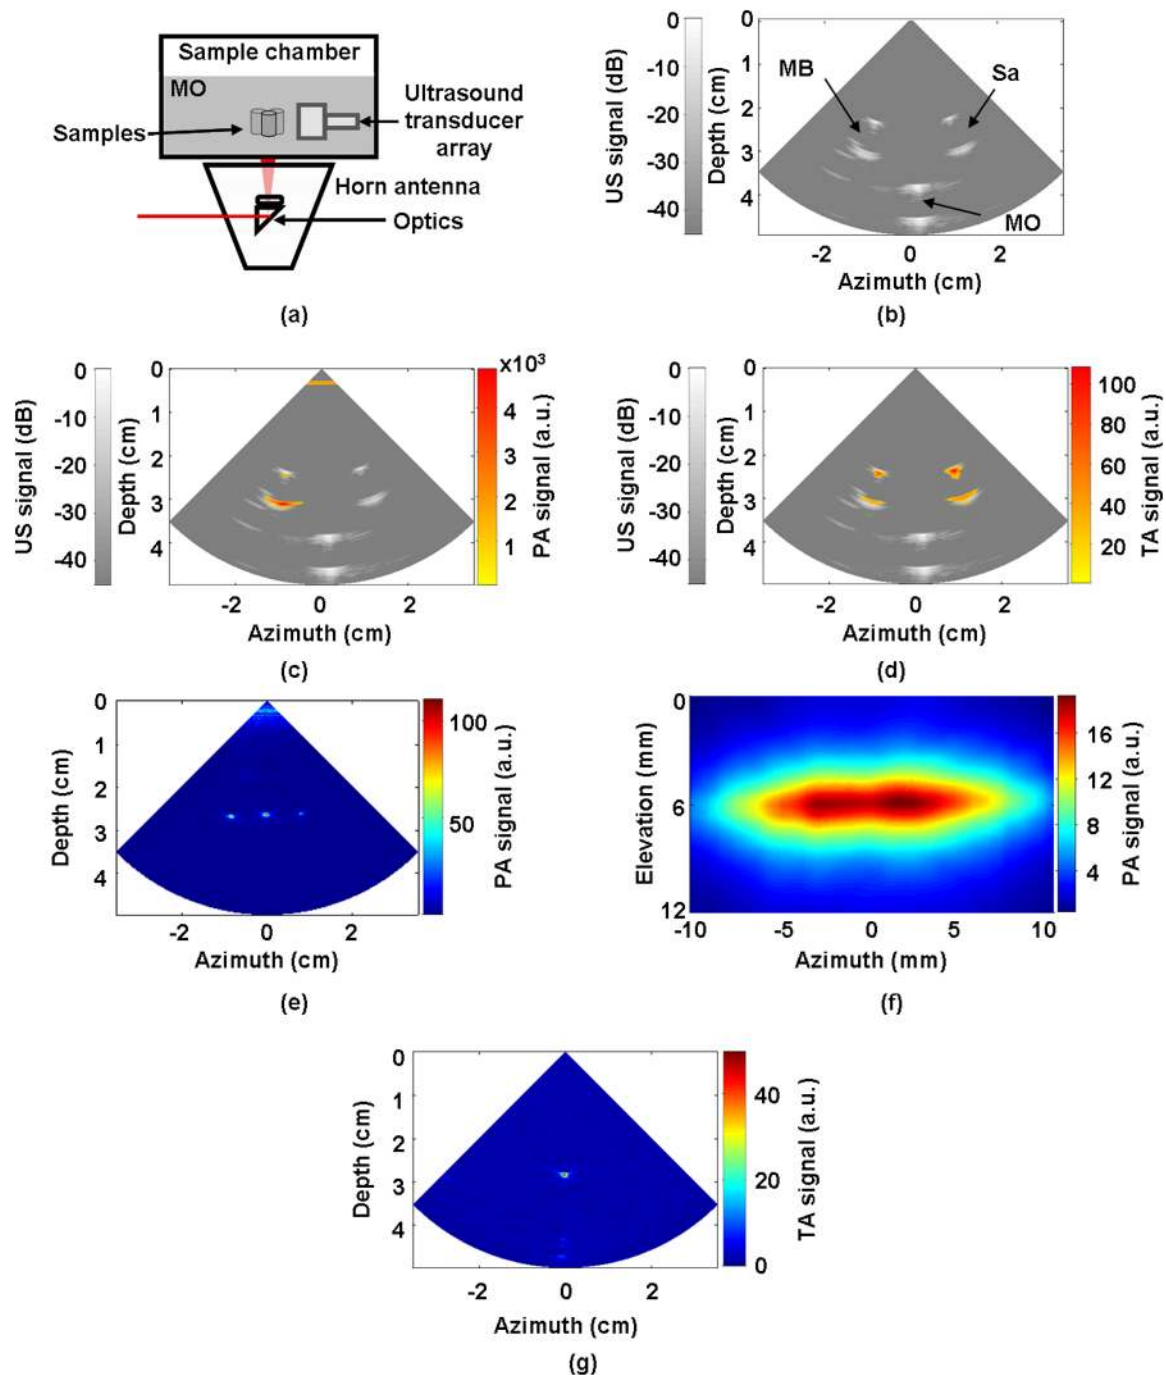 Sample chamber
MO
Samples
Ultrasound
transducer
array
Horn antenna
Optics
(a)
US signal (dB)
0
-10
-20
-30
-40
Depth (cm)
0
1
2
3
4
MB
Sa
MO
-2 0 2
Azimuth (cm)
(b)
US signal (dB)
0
-10
-20
-30
-40
Depth (cm)
0
1
2
3
4
-2 0 2
Azimuth (cm)
x10³
4
3
2
1
PA signal (a.u.)
(c)
US signal (dB)
0
-10
-20
-30
-40
Depth (cm)
0
1
2
3
4
-2 0 2
Azimuth (cm)
100
80
60
40
20
TA signal (a.u.)
(d)
Depth (cm)
0
1
2
3
4
-2 0 2
Azimuth (cm)
100
50
PA signal (a.u.)
(e)
Elevation (mm)
0
6
12
-10 -5 0 5 10
Azimuth (mm)
16
12
8
4
PA signal (a.u.)
(f)
Depth (cm)
0
1
2
3
4
-2 0 2
Azimuth (cm)
40
20
0
TA signal (a.u.)
(g)